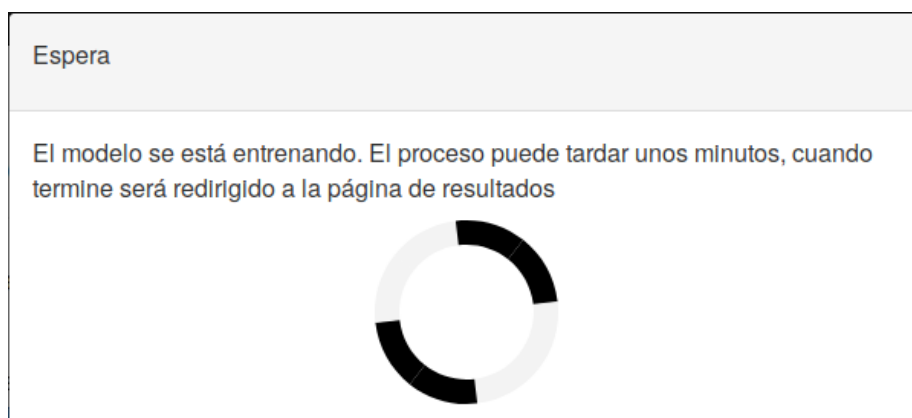 Espera
El modelo se está entrenando. El proceso puede tardar unos minutos, cuando
termine será redirigido a la página de resultados